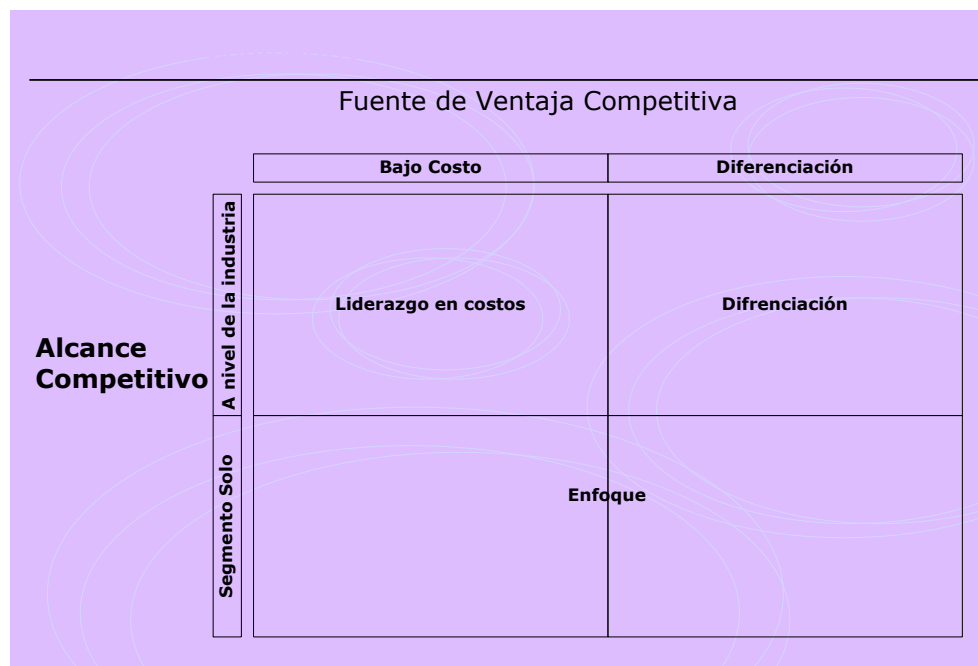 Fuente de Ventaja Competitiva
Bajo Costo
Diferenciación
A nivel de la industria
Liderazgo en costos
Difrenciación
Alcance
Competitivo
Segmento Solo
Enfoque